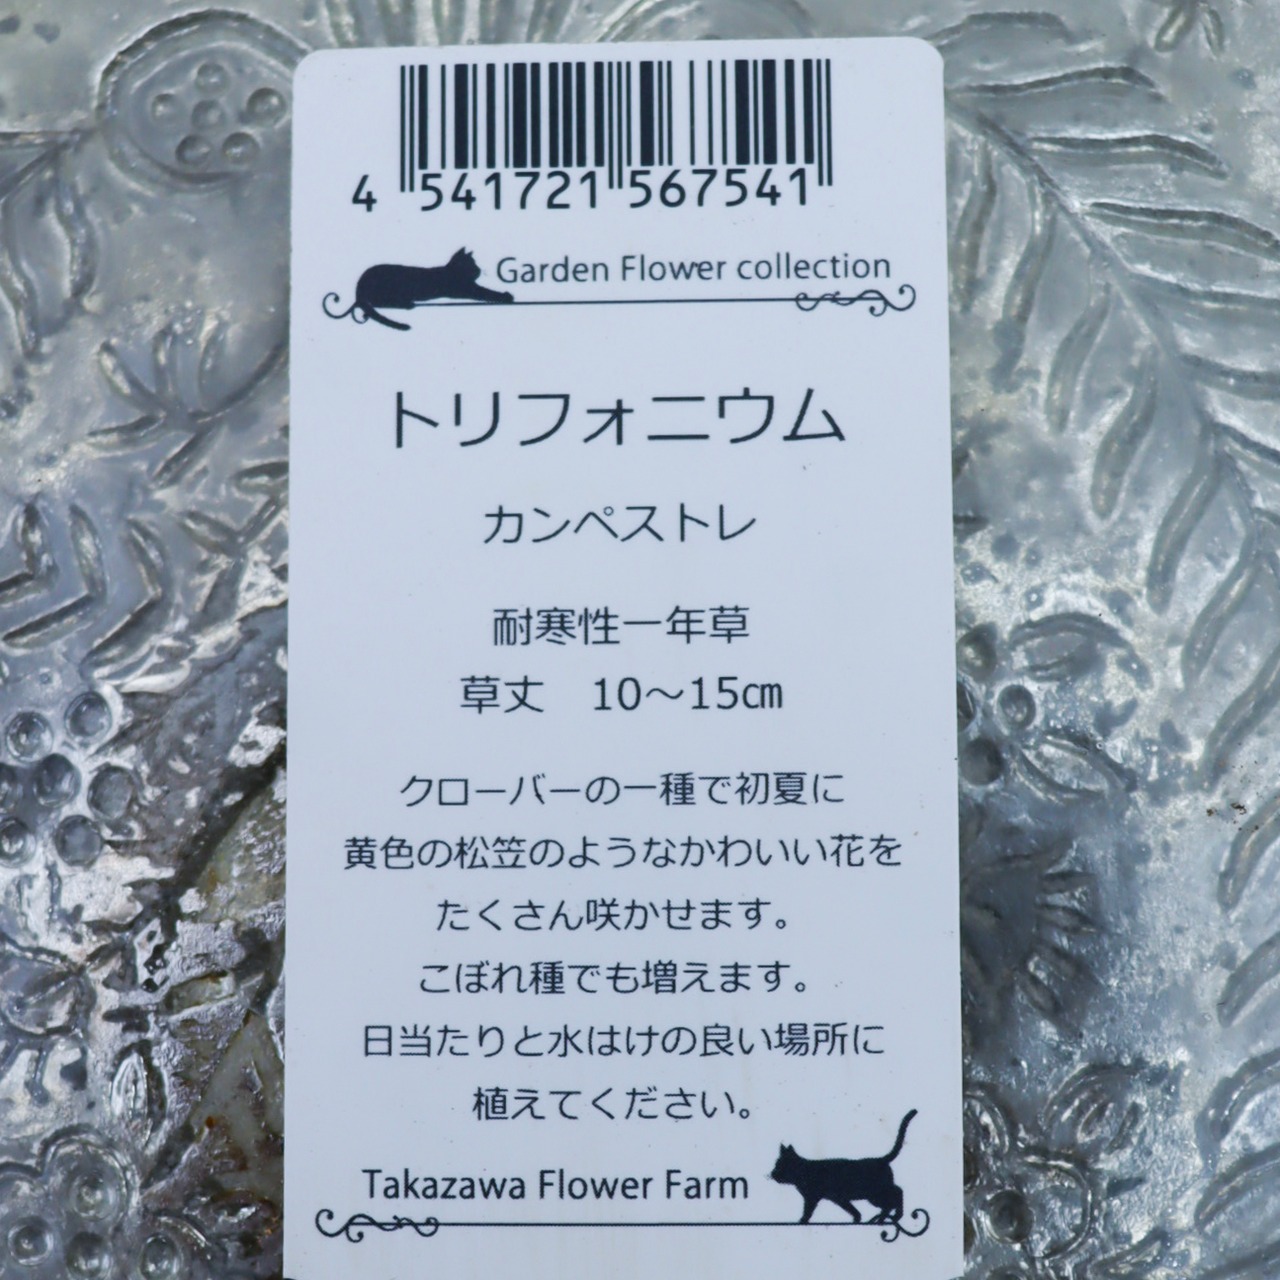 4 541721 567541
Garden Flower collection
トリフォニウム
カンペストレ
耐寒性一年草
草丈　10～15㎝
クローバーの一種で初夏に
黄色の松笠のようなかわいい花を
たくさん咲かせます。
こぼれ種でも増えます。
日当たりと水はけの良い場所に
植えてください。
Takazawa Flower Farm